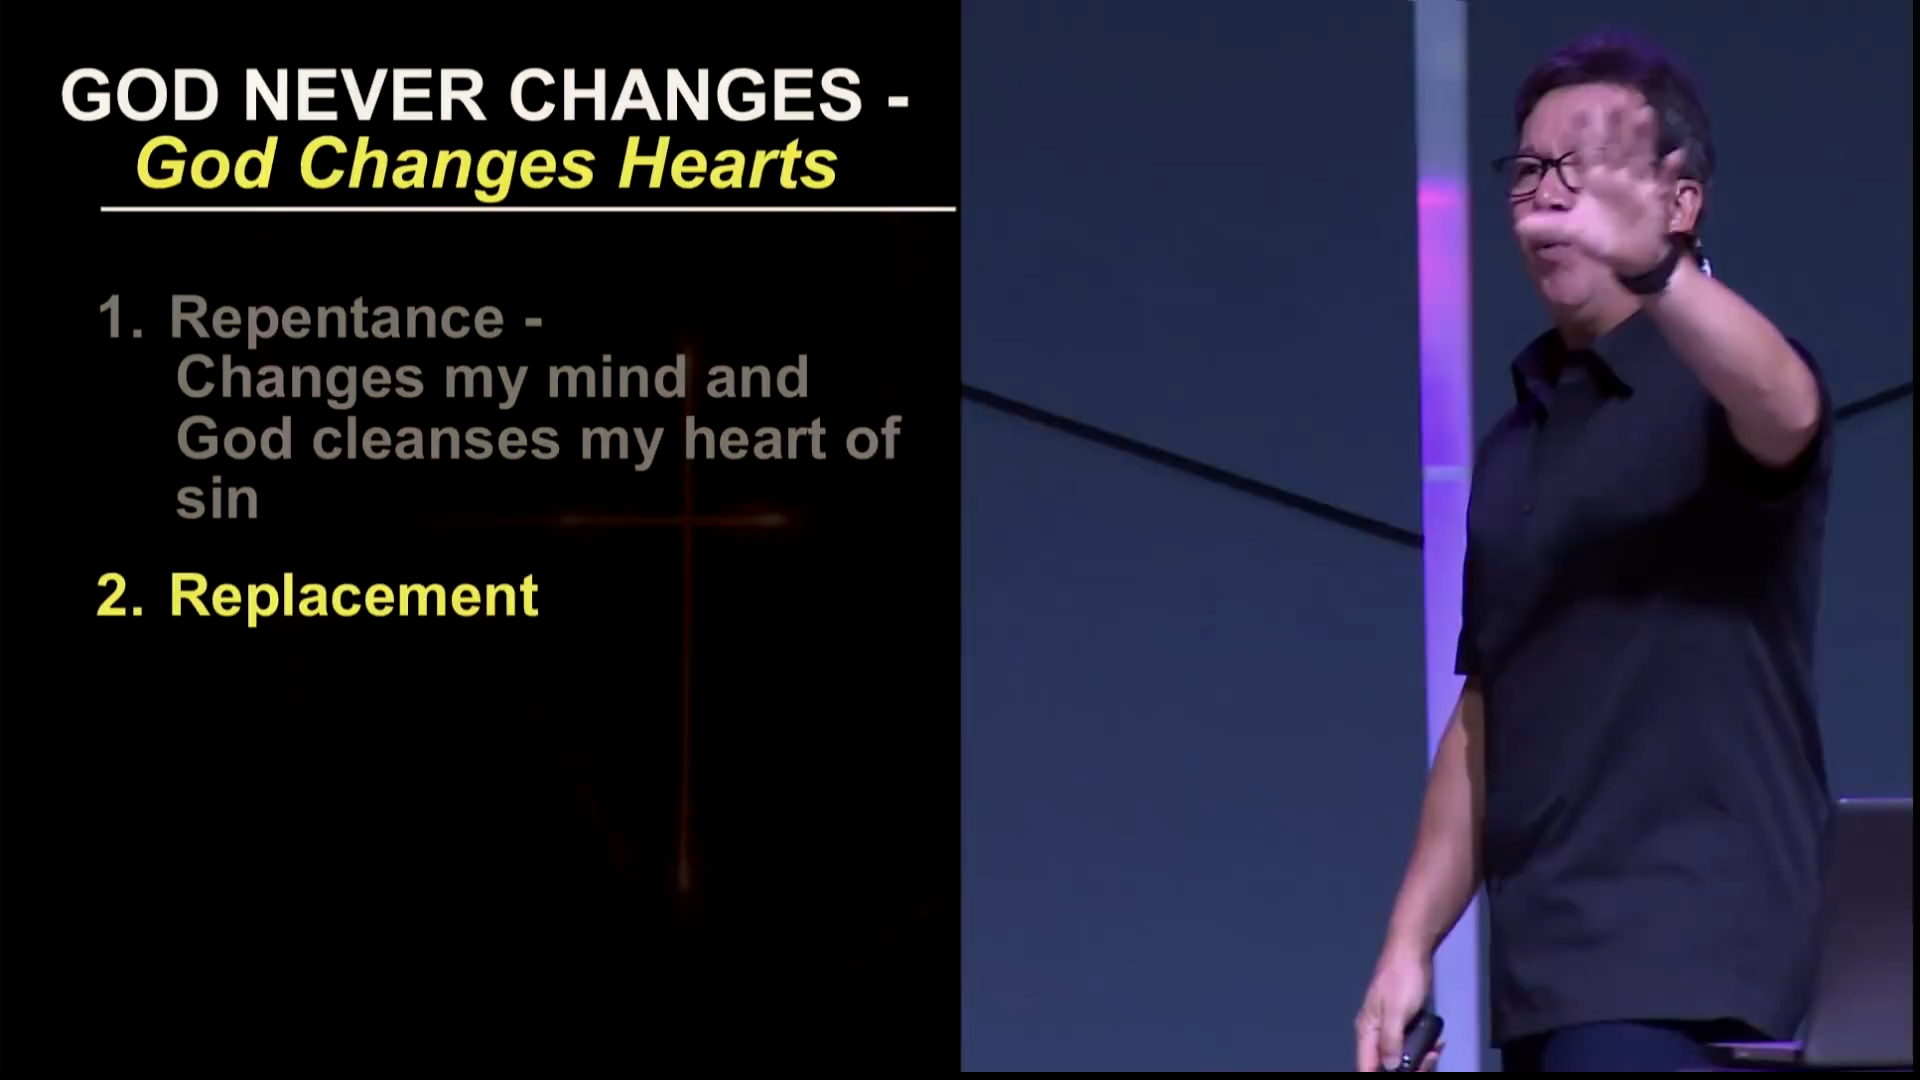 GOD NEVER CHANGES -
God Changes Hearts
1. Repentance -
Changes my mind and
God cleanses my heart of
sin
2. Replacement